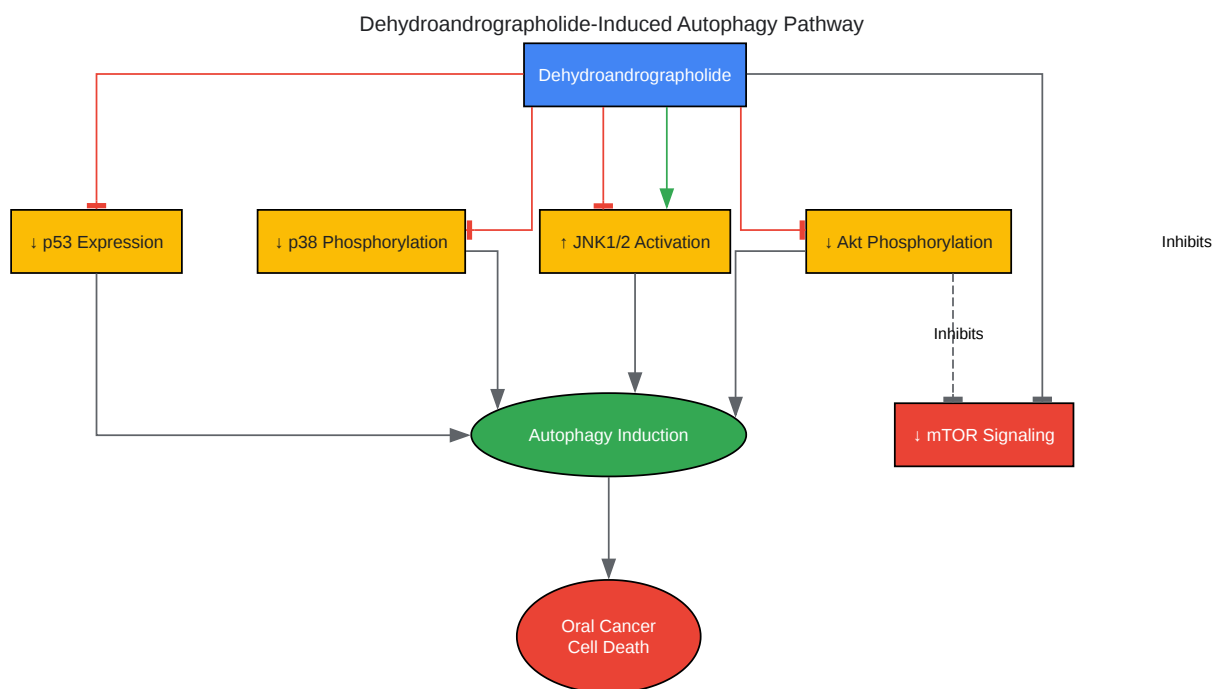 Dehydroandrographolide-Induced Autophagy Pathway
Dehydroandrographolide
↓ p53 Expression
↓ p38 Phosphorylation
↑ JNK1/2 Activation
↓ Akt Phosphorylation
Inhibits
Inhibits
Autophagy Induction
↓ mTOR Signaling
Oral Cancer
Cell Death